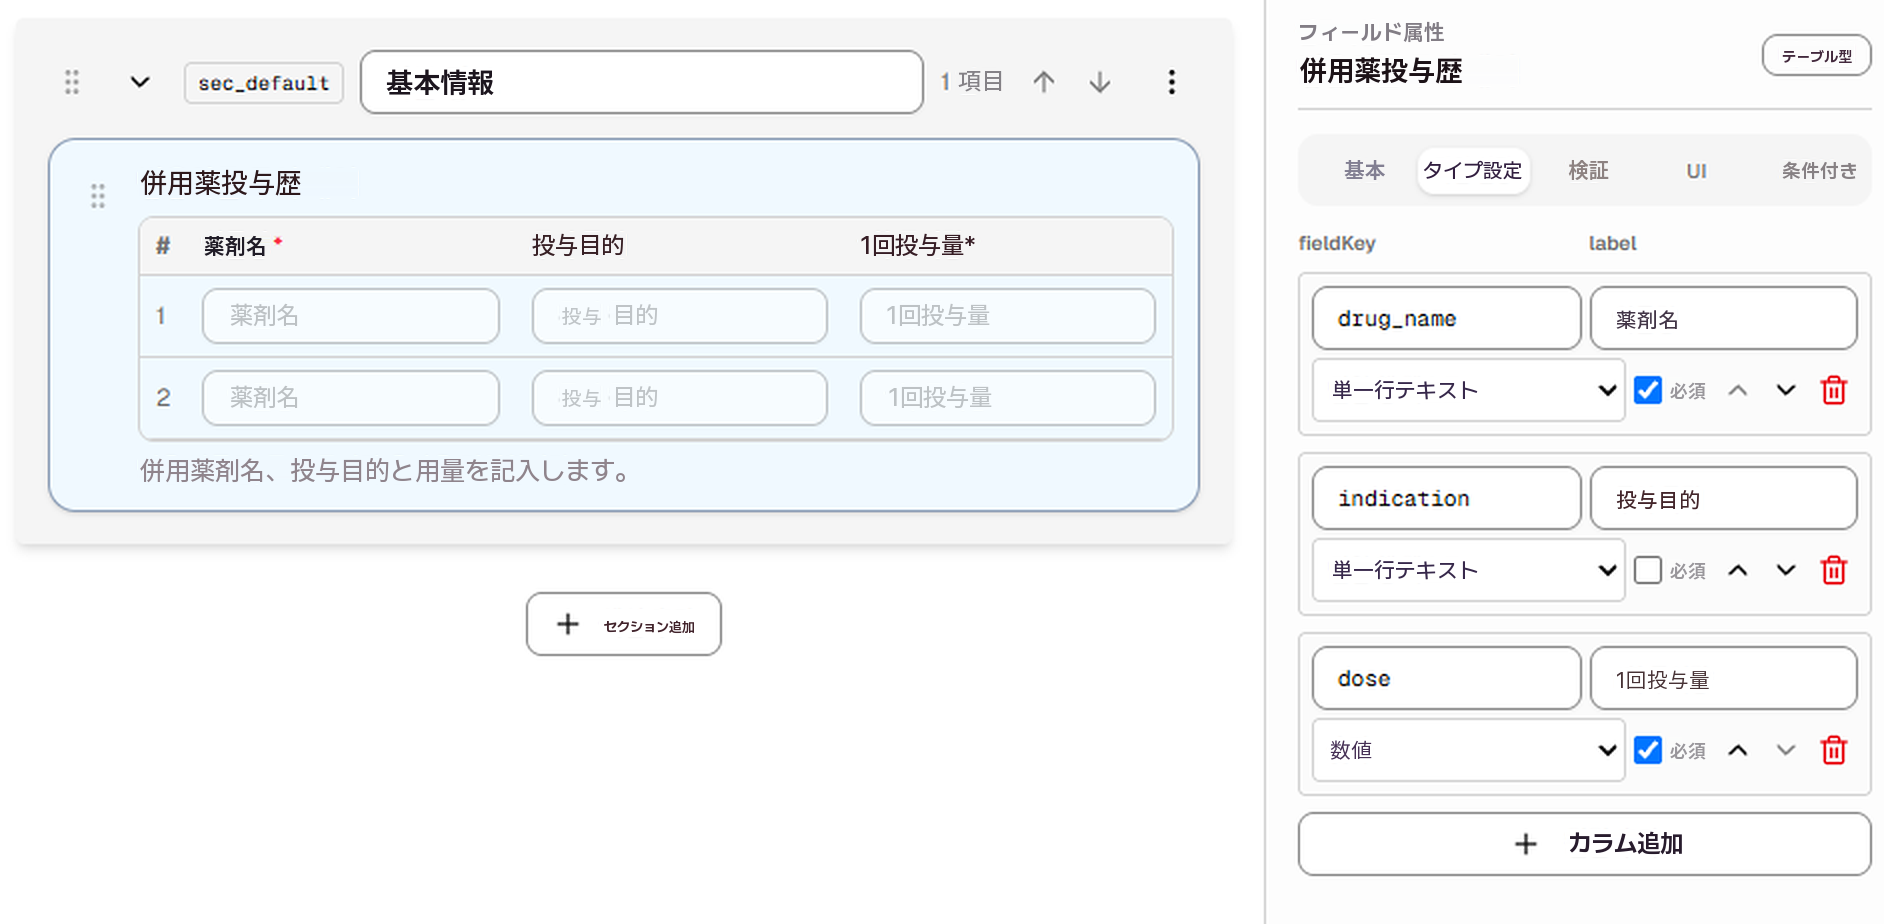 sec_default 基本情報 1 項目
併用薬投与歴
# 薬剤名 * 投与目的 1回投与量*
1 薬剤名 投与 目的 1回投与量
2 薬剤名 投与 目的 1回投与量
併用薬剤名、投与目的と用量を記入します。
+ セクション追加
フィールド属性
併用薬投与歴
テーブル型
基本 タイプ設定 検証 UI 条件付き
fieldKey label
drug_name 薬剤名
単一行テキスト 必須
indication 投与目的
単一行テキスト 必須
dose 1回投与量
数値 必須
+ カラム追加